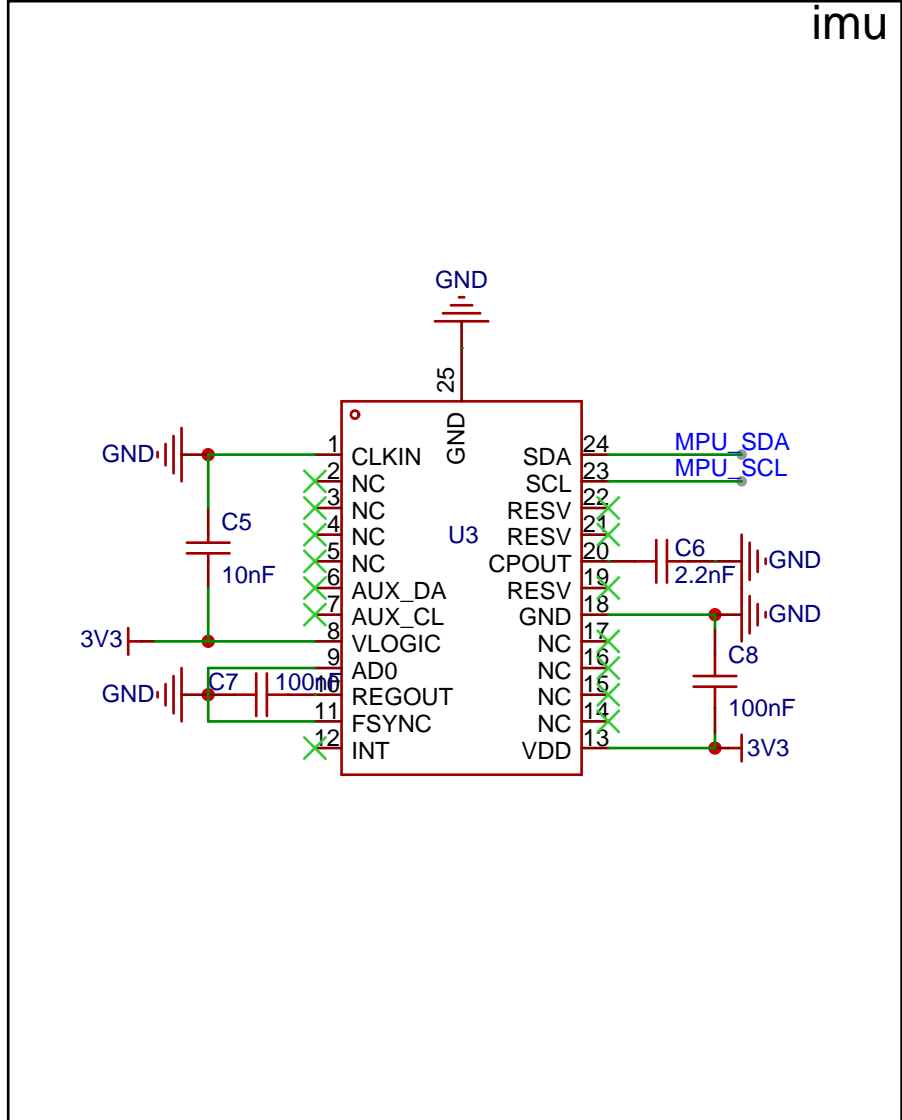 imu
GND
25
GND
U3
GND
1 CLKIN
2 NC
3 NC
4 NC
5 NC
6 AUX_DA
7 AUX_CL
8 VLOGIC
9 AD0
10 REGOUT
11 FSYNC
12 INT
C5
10nF
3V3
GND
C7 100nF
SDA 24 MPU_SDA
SCL 23 MPU_SCL
RESV 22
RESV 21
CPOUT 20
RESV 19
GND 18
NC 17
NC 16
NC 15
NC 14
VDD 13
C6
2.2nF
GND
GND
C8
100nF
3V3